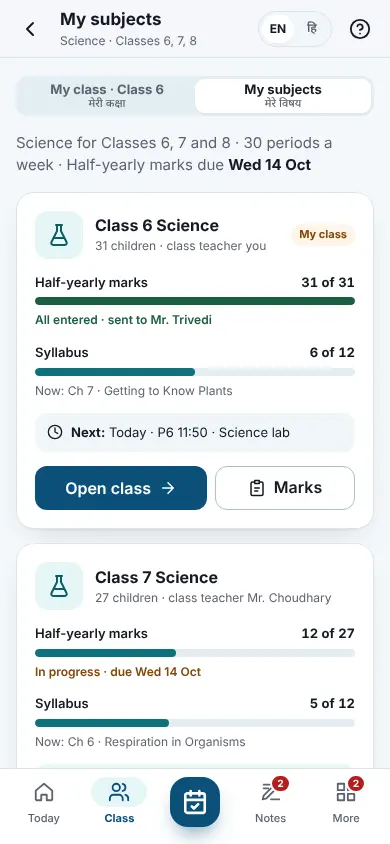 My subjects
Science · Classes 6, 7, 8
EN
हि
My class · Class 6
मेरी कक्षा
My subjects
मेरे विषय
Science for Classes 6, 7 and 8 · 30 periods a
week · Half-yearly marks due Wed 14 Oct
Class 6 Science
31 children · class teacher you
My class
Half-yearly marks
31 of 31
All entered · sent to Mr. Trivedi
Syllabus
6 of 12
Now: Ch 7 · Getting to Know Plants
Next: Today · P6 11:50 · Science lab
Open class
Marks
Class 7 Science
27 children · class teacher Mr. Choudhary
Half-yearly marks
12 of 27
In progress · due Wed 14 Oct
Syllabus
5 of 12
Now: Ch 6 · Respiration in Organisms
Today
Class
2
Notes
2
More